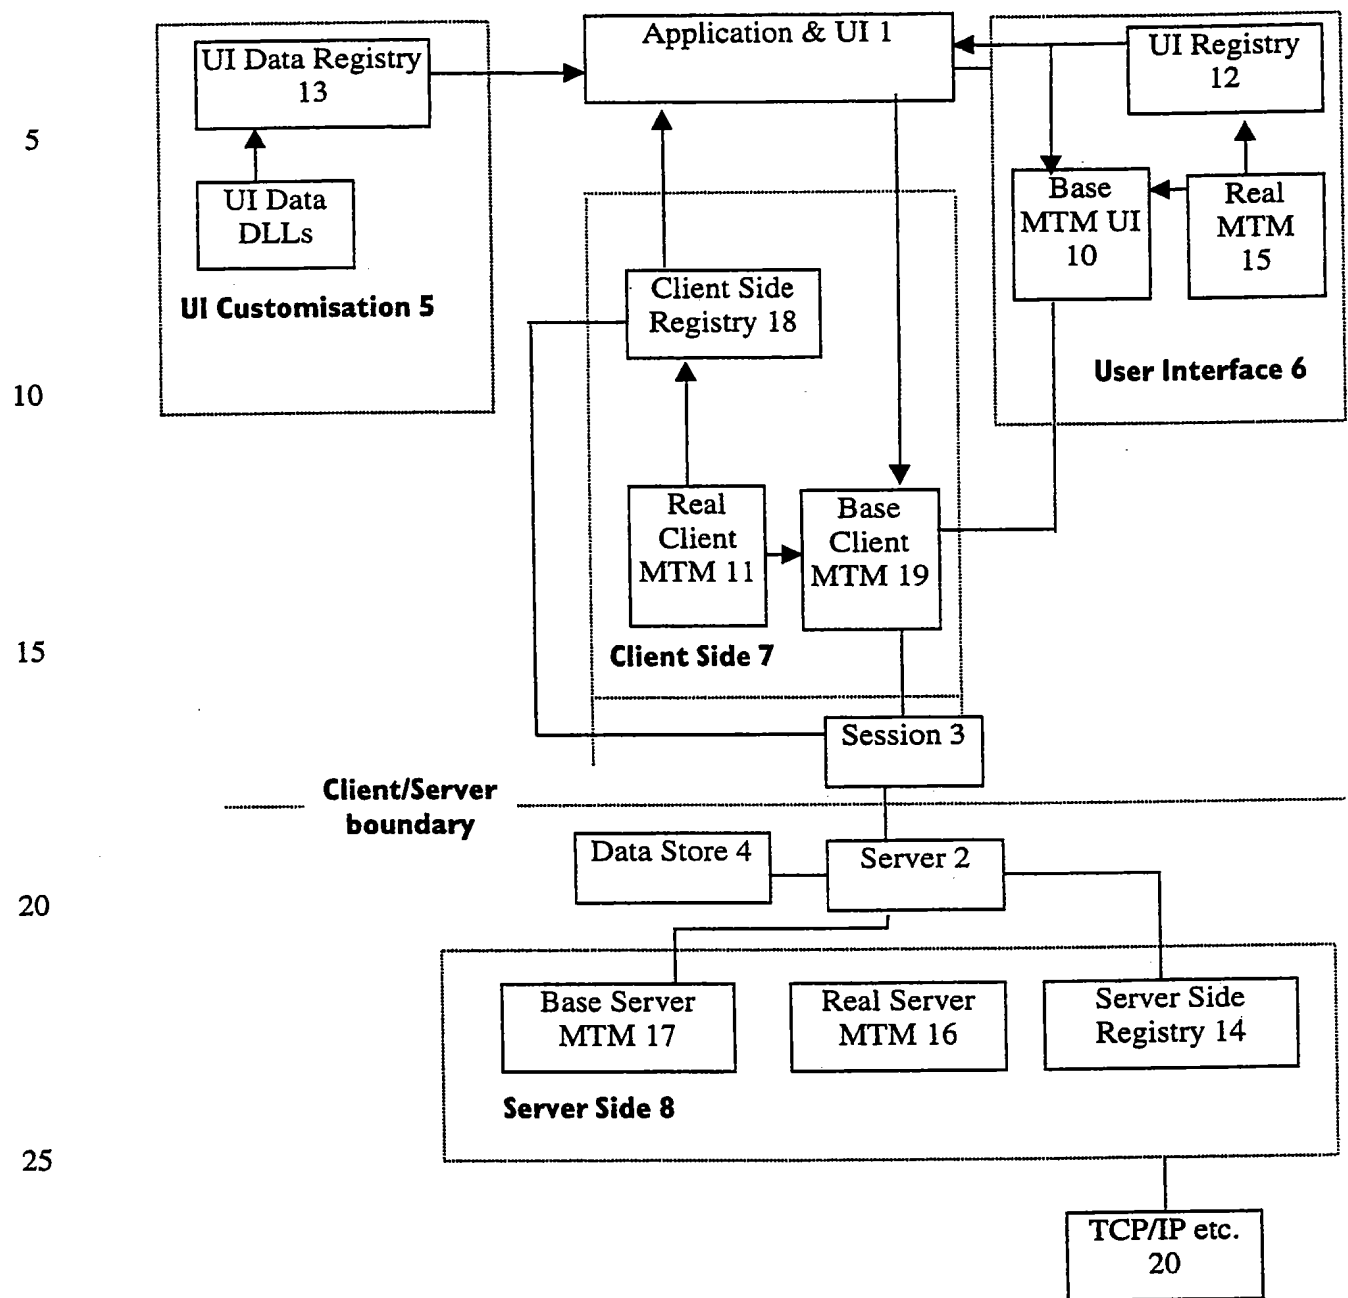 Application & UI 1
UI Data Registry
13
UI Registry
12
5
UI Data
DLLs
Base
MTM UI
10
Real
MTM
15
UI Customisation 5
Client Side
Registry 18
User Interface 6
10
Real
Client
MTM 11
Base
Client
MTM 19
15
Client Side 7
Session 3
Client/Server
boundary
Data Store 4
Server 2
20
Base Server
MTM 17
Real Server
MTM 16
Server Side
Registry 14
Server Side 8
25
TCP/IP etc.
20